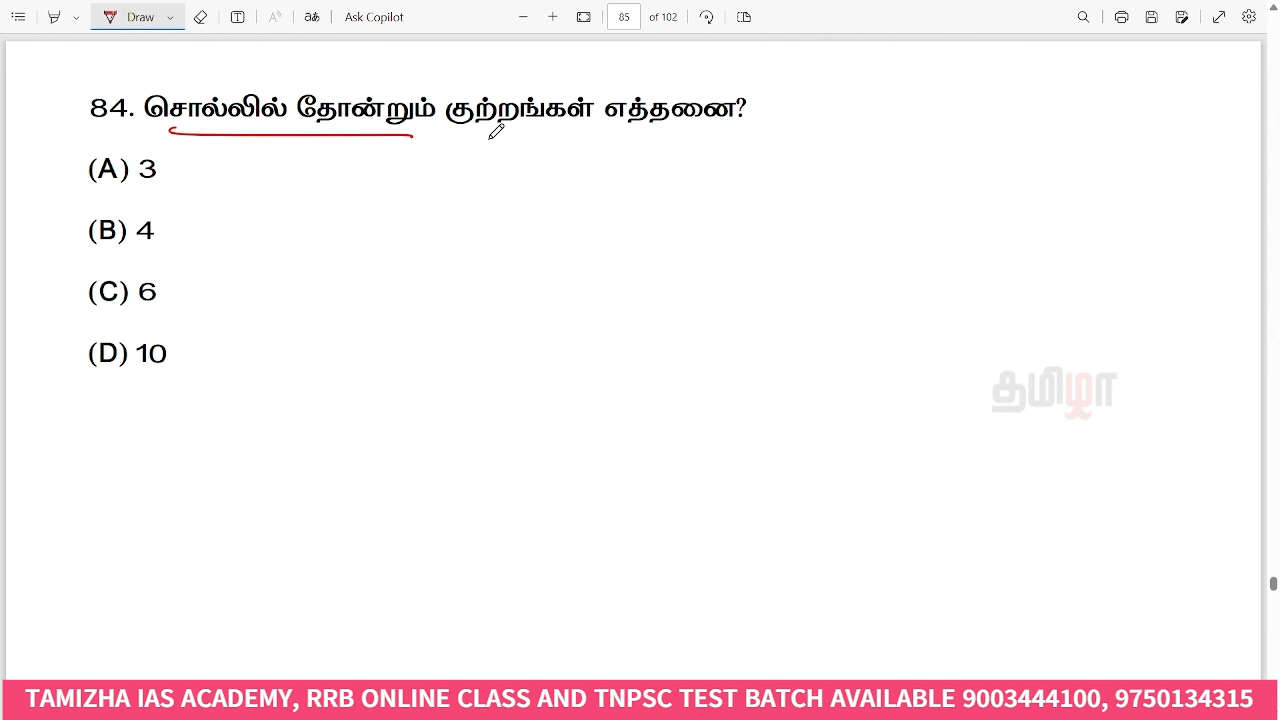 Draw
Ask Copilot
85 of 102
84. சொல்லில் தோன்றும் குற்றங்கள் எத்தனை?
(A) 3
(B) 4
(C) 6
(D) 10
தமிழா
TAMIZHA IAS ACADEMY, RRB ONLINE CLASS AND TNPSC TEST BATCH AVAILABLE 9003444100, 9750134315